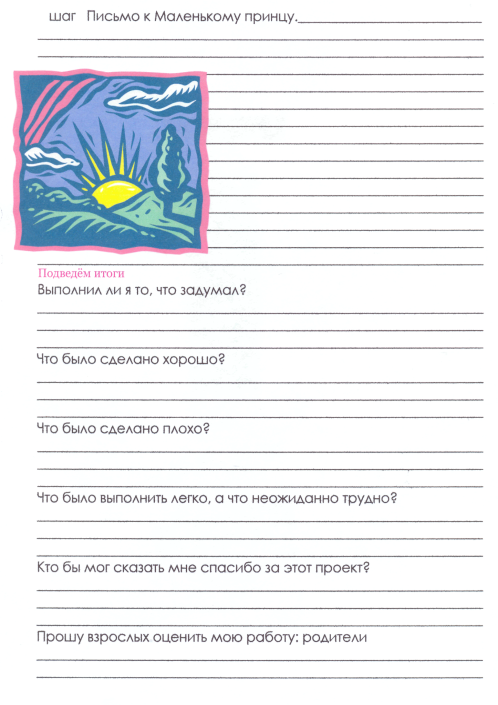 шаг Письмо к Маленькому принцу.
Подведём итоги
Выполнил ли я то, что задумал?
Что было сделано хорошо?
Что было сделано плохо?
Что было выполнить легко, а что неожиданно трудно?
Кто бы мог сказать мне спасибо за этот проект?
Прошу взрослых оценить мою работу: родители